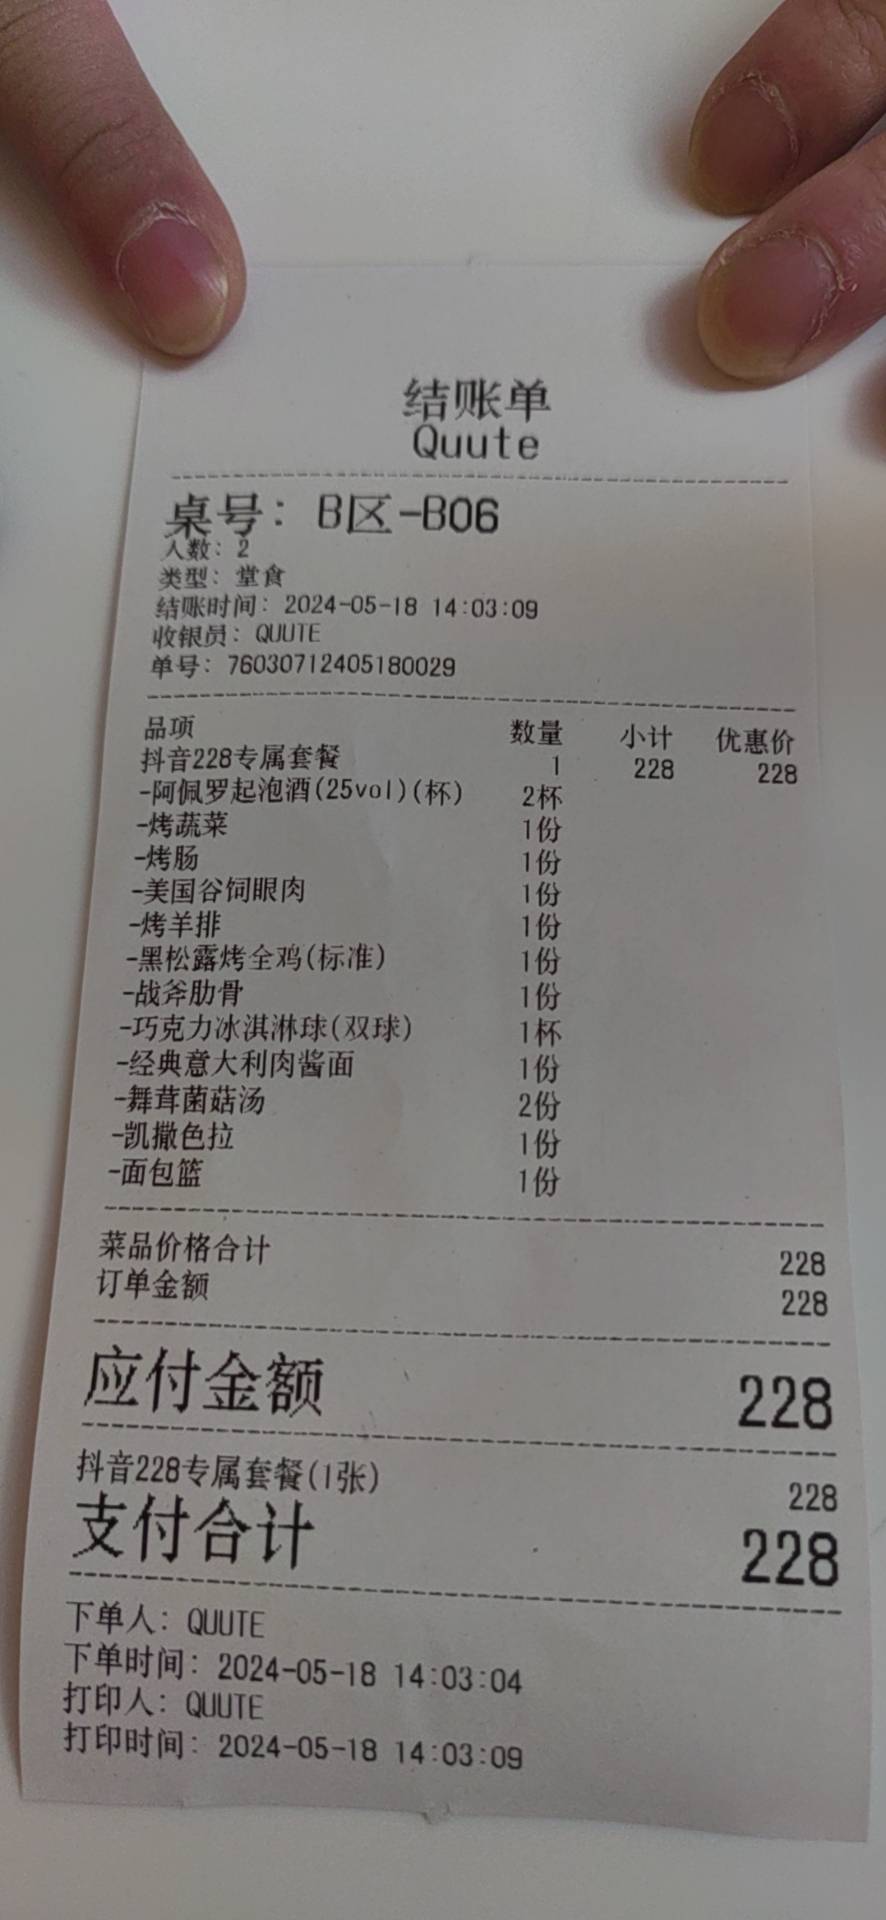 结账单
Quute
桌号：B区-B06
人数：2
类型：堂食
结账时间：2024-05-18 14:03:09
收银员：QUUTE
单号：76030712405180029
品项 数量 小计 优惠价
抖音228专属套餐 1 228 228
-阿佩罗起泡酒(25vol)(杯) 2杯
-烤蔬菜 1份
-烤肠 1份
-美国谷饲眼肉 1份
-烤羊排 1份
-黑松露烤全鸡(标准) 1份
-战斧肋骨 1份
-巧克力冰淇淋球(双球) 1杯
-经典意大利肉酱面 1份
-舞茸菌菇汤 2份
-凯撒色拉 1份
-面包篮 1份
菜品价格合计 228
订单金额 228
应付金额 228
抖音228专属套餐(1张) 228
支付合计 228
下单人：QUUTE
下单时间：2024-05-18 14:03:04
打印人：QUUTE
打印时间：2024-05-18 14:03:09